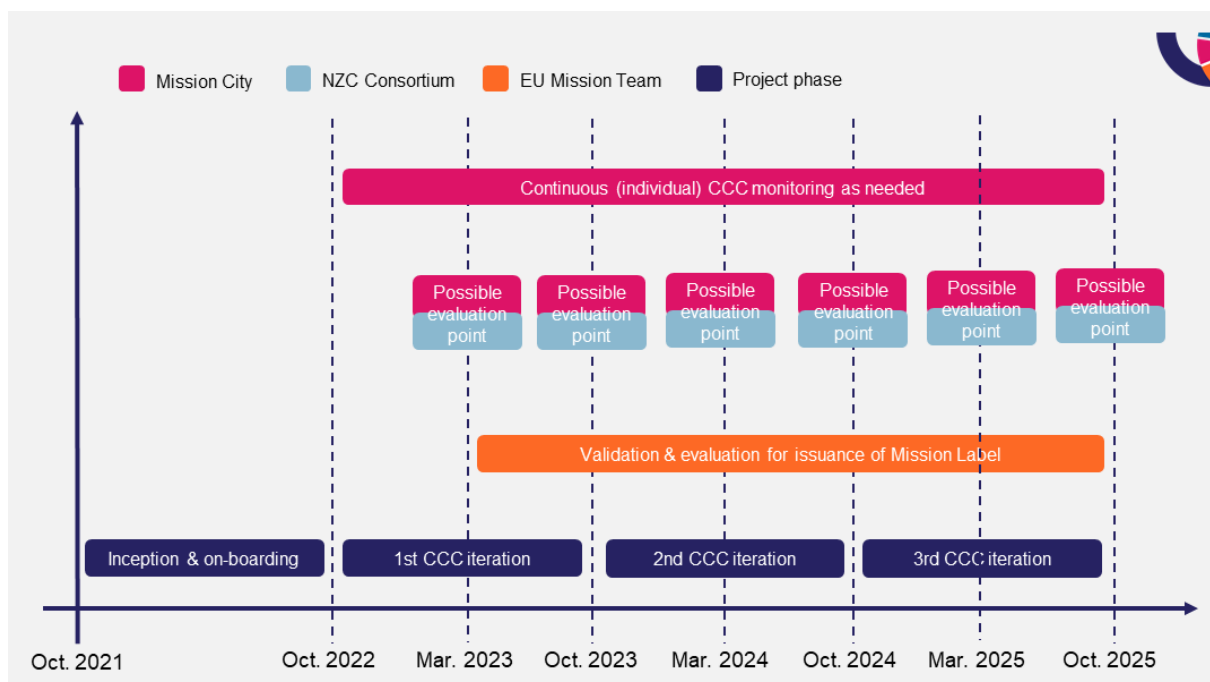 Mission City
NZC Consortium
EU Mission Team
Project phase
Continuous (individual) CCC monitoring as needed
Possible
evaluation
point
Possible
evaluation
point
Possible
evaluation
point
Possible
evaluation
point
Possible
evaluation
point
Possible
evaluation
point
Validation & evaluation for issuance of Mission Label
Inception & on-boarding
1st CCC iteration
2nd CCC iteration
3rd CCC iteration
Oct. 2021
Oct. 2022
Mar. 2023
Oct. 2023
Mar. 2024
Oct. 2024
Mar. 2025
Oct. 2025